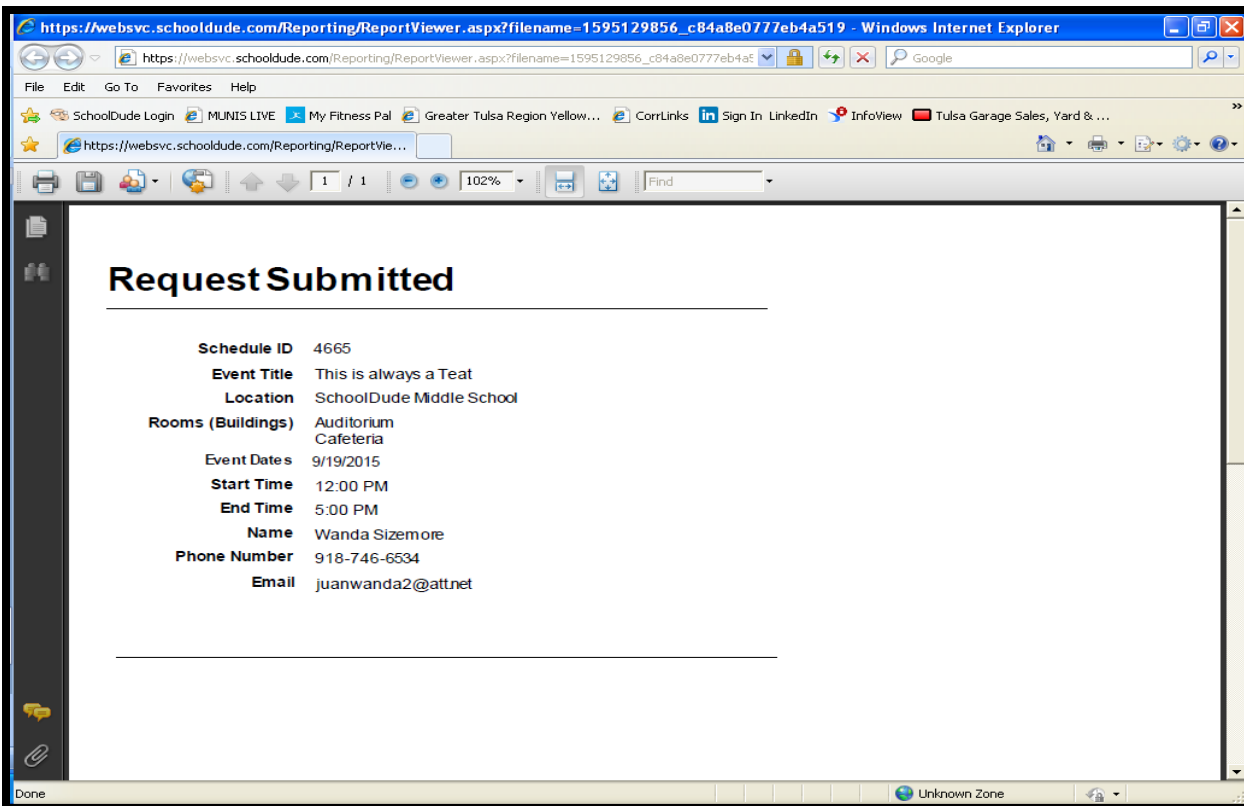 https://websvc.schooldude.com/Reporting/ReportViewer.aspx?filename=1595129856_c84a8e0777eb4a519 - Windows Internet Explorer
https://websvc.schooldude.com/Reporting/ReportViewer.aspx?filename=1595129856_c84a8e0777eb4a5 Google
File Edit Go To Favorites Help
SchoolDude Login MUNIS LIVE My Fitness Pal Greater Tulsa Region Yellow... CorrLinks in Sign In LinkedIn InfoView Tulsa Garage Sales, Yard & ... »
https://websvc.schooldude.com/Reporting/ReportVie...
1 / 1 102% Find
Request Submitted
Schedule ID 4665
Event Title This is always a Teat
Location SchoolDude Middle School
Rooms (Buildings) Auditorium
Cafeteria
Event Dates 9/19/2015
Start Time 12:00 PM
End Time 5:00 PM
Name Wanda Sizemore
Phone Number 918-746-6534
Email juanwanda2@att.net
Done Unknown Zone